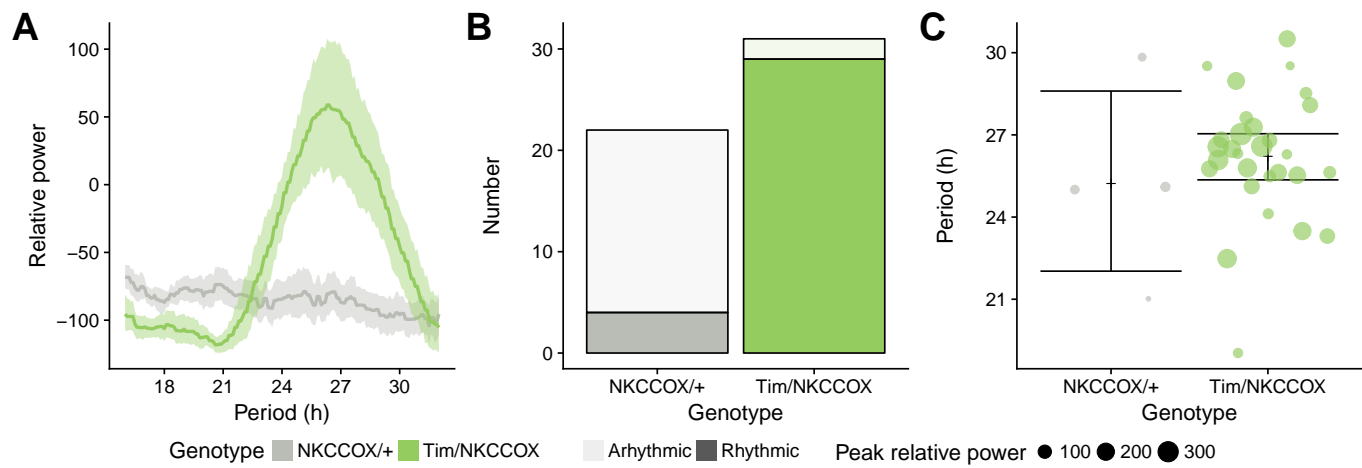 A
Relative power
100
50
0
−50
−100
18 21 24 27 30
Period (h)
B
Number
30
20
10
0
NKCCOX/+ Tim/NKCCOX
Genotype
C
Period (h)
30
27
24
21
NKCCOX/+ Tim/NKCCOX
Genotype
Genotype NKCCOX/+ Tim/NKCCOX Arhythmic Rhythmic Peak relative power 100 200 300